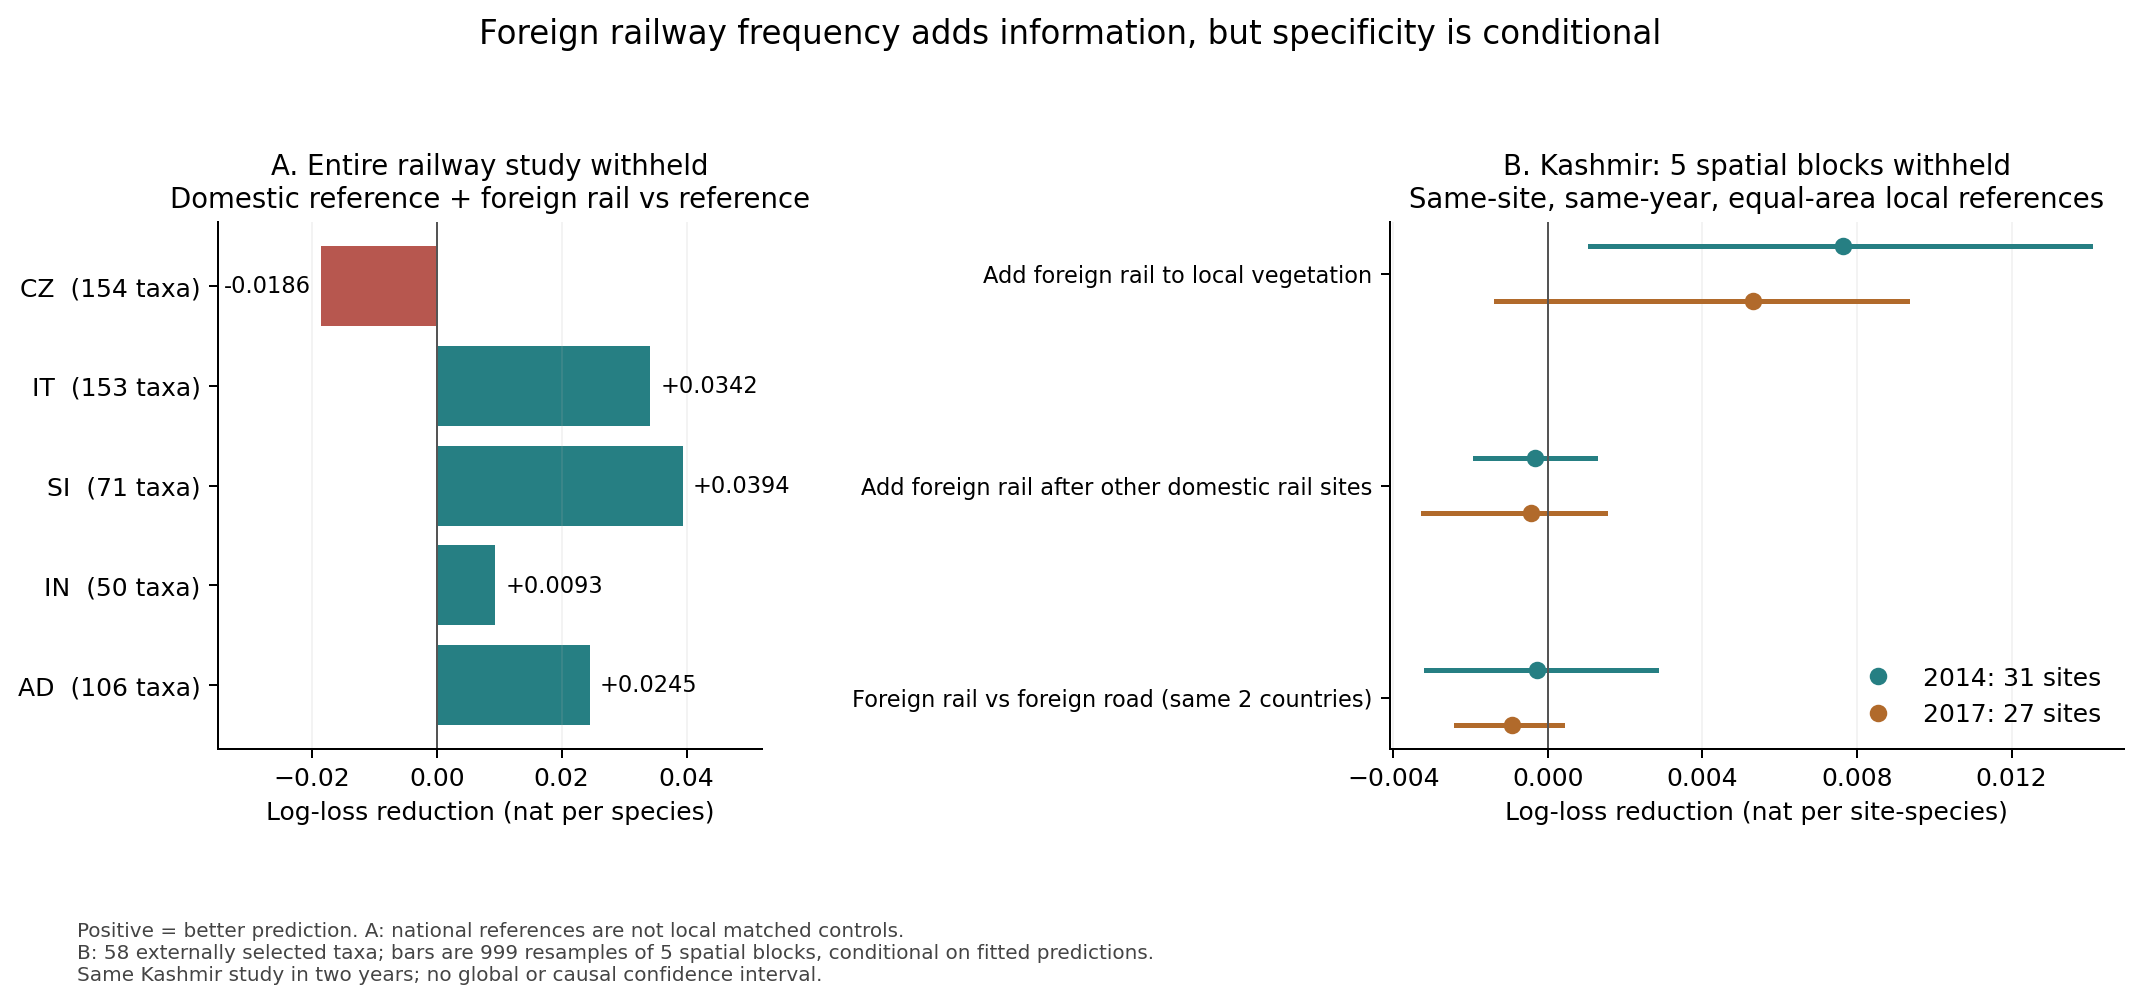 Foreign railway frequency adds information, but specificity is conditional
A. Entire railway study withheld
Domestic reference + foreign rail vs reference
CZ  (154 taxa)
-0.0186
IT  (153 taxa)
+0.0342
SI  (71 taxa)
+0.0394
IN  (50 taxa)
+0.0093
AD  (106 taxa)
+0.0245
−0.02 0.00 0.02 0.04
Log-loss reduction (nat per species)
B. Kashmir: 5 spatial blocks withheld
Same-site, same-year, equal-area local references
Add foreign rail to local vegetation
Add foreign rail after other domestic rail sites
Foreign rail vs foreign road (same 2 countries)
2014: 31 sites
2017: 27 sites
−0.004 0.000 0.004 0.008 0.012
Log-loss reduction (nat per site-species)
Positive = better prediction. A: national references are not local matched controls.
B: 58 externally selected taxa; bars are 999 resamples of 5 spatial blocks, conditional on fitted predictions.
Same Kashmir study in two years; no global or causal confidence interval.